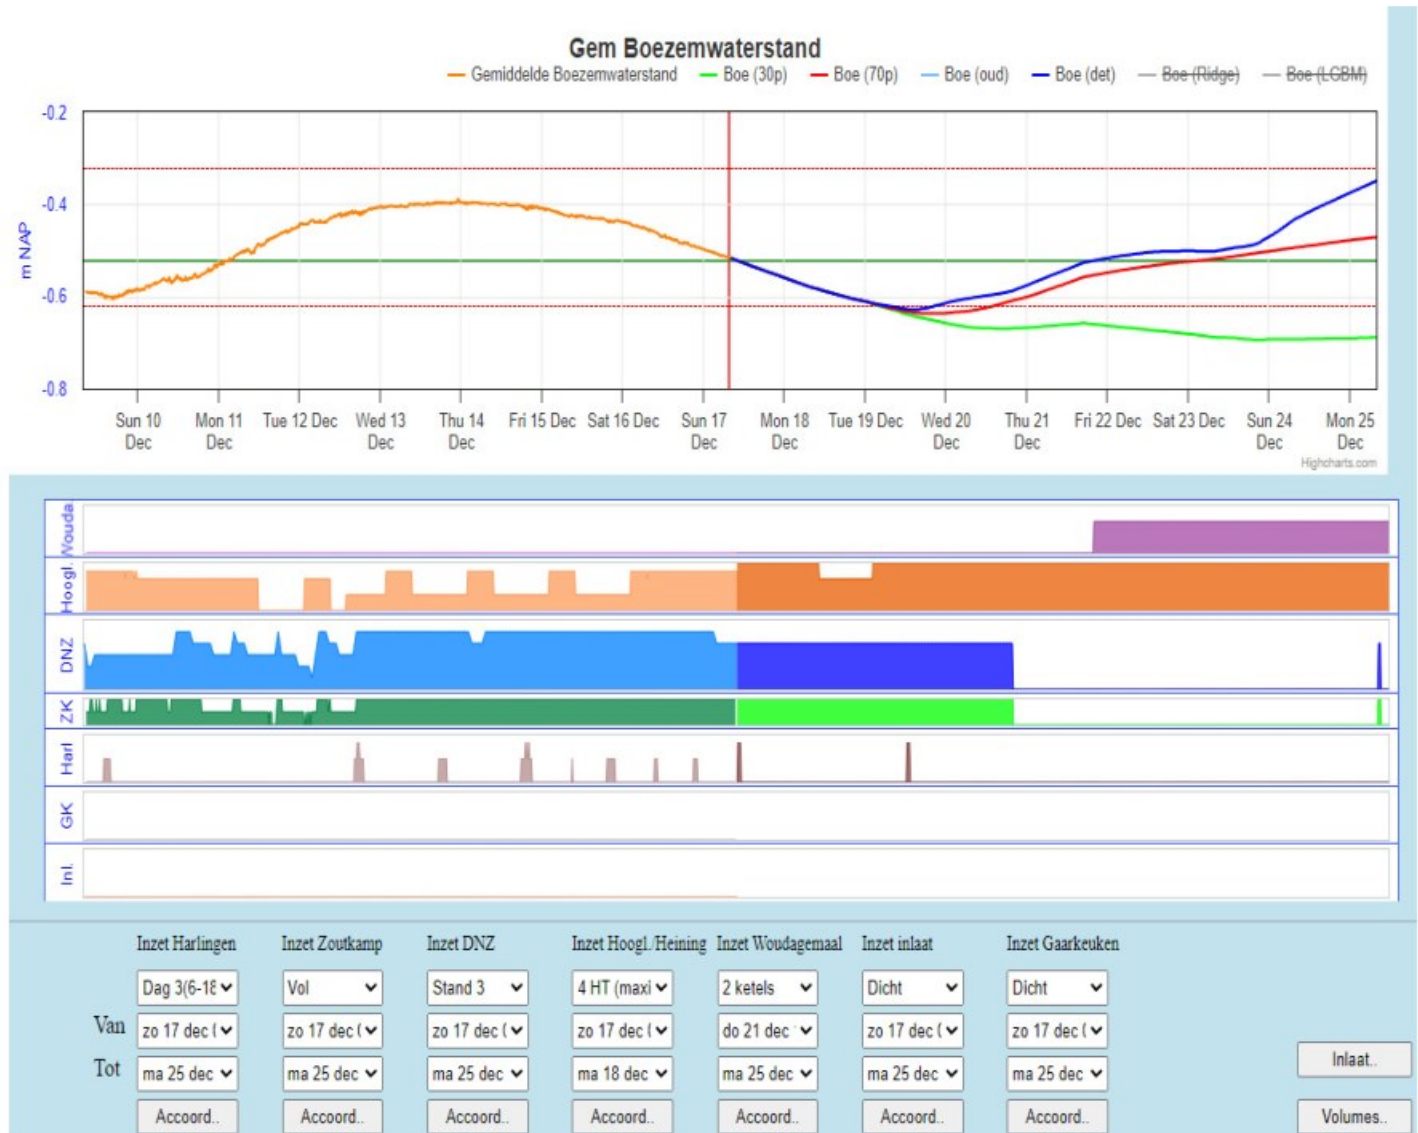 Gem Boezemwaterstand
Gemiddelde Boezemwaterstand Boe (30p) Boe (70p) Boe (oud) Boe (det) Boe (Ridge) Boe (LGBM)
m NAP
-0.2
-0.4
-0.6
-0.8
Sun 10 Dec
Mon 11 Dec
Tue 12 Dec
Wed 13 Dec
Thu 14 Dec
Fri 15 Dec
Sat 16 Dec
Sun 17 Dec
Mon 18 Dec
Tue 19 Dec
Wed 20 Dec
Thu 21 Dec
Fri 22 Dec
Sat 23 Dec
Sun 24 Dec
Mon 25 Dec
Highcharts.com
Wouda
Hoogl.
DNZ
ZK
Harl
GK
Inl.
Inzet Harlingen Inzet Zoutkamp Inzet DNZ Inzet Hoogl./Heining Inzet Woudagemaal Inzet inlaat Inzet Gaarkeuken
Dag 3(6-18 Vol Stand 3 4 HT (maxi 2 ketels Dicht Dicht
Van zo 17 dec ( zo 17 dec ( zo 17 dec ( zo 17 dec ( do 21 dec zo 17 dec ( zo 17 dec (
Tot ma 25 dec ma 25 dec ma 25 dec ma 18 dec ma 25 dec ma 25 dec ma 25 dec
Inlaat..
Accoord.. Accoord.. Accoord.. Accoord.. Accoord.. Accoord.. Accoord.. Volumes..